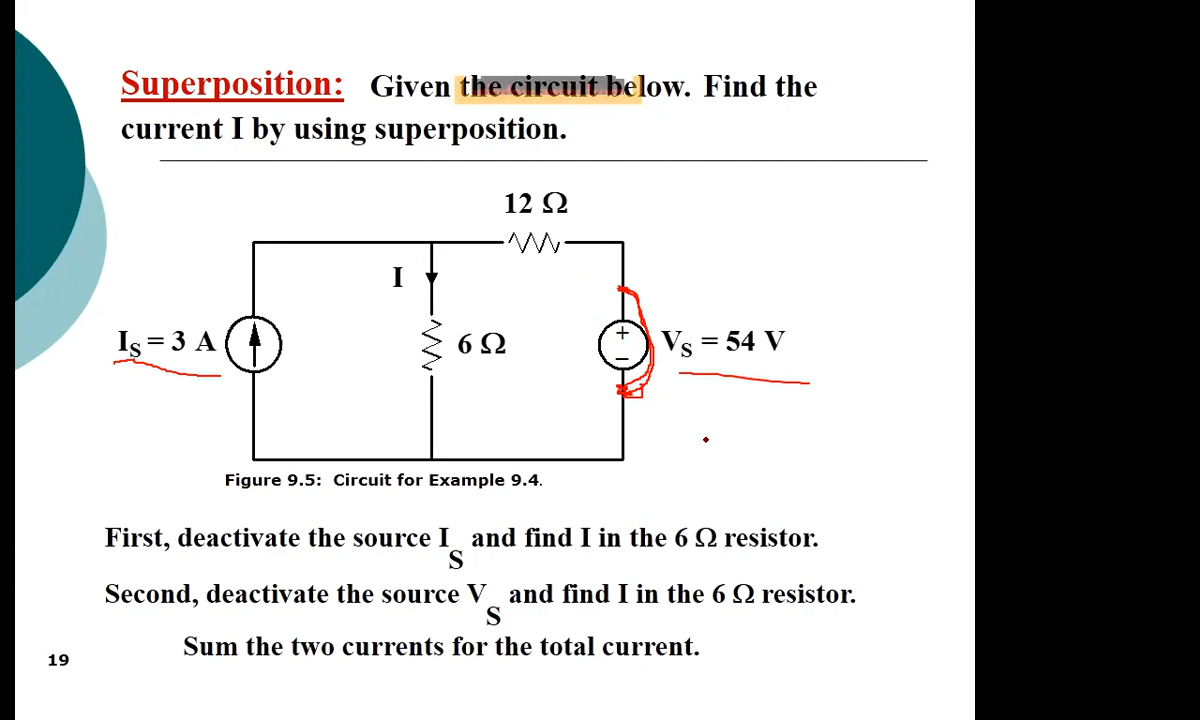 Superposition: Given the circuit below. Find the
current I by using superposition.
12 Ω
I
IS = 3 A
6 Ω
+
−
VS = 54 V
Figure 9.5: Circuit for Example 9.4.
First, deactivate the source IS and find I in the 6 Ω resistor.
Second, deactivate the source VS and find I in the 6 Ω resistor.
Sum the two currents for the total current.
19